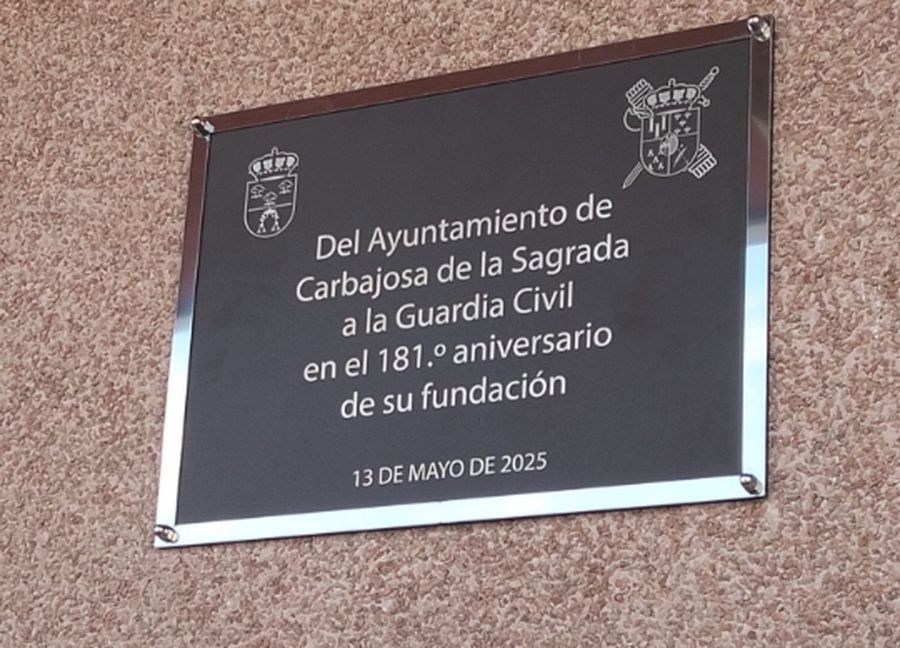 Del Ayuntamiento de
Carbajosa de la Sagrada
a la Guardia Civil
en el 181.º aniversario
de su fundación
13 DE MAYO DE 2025